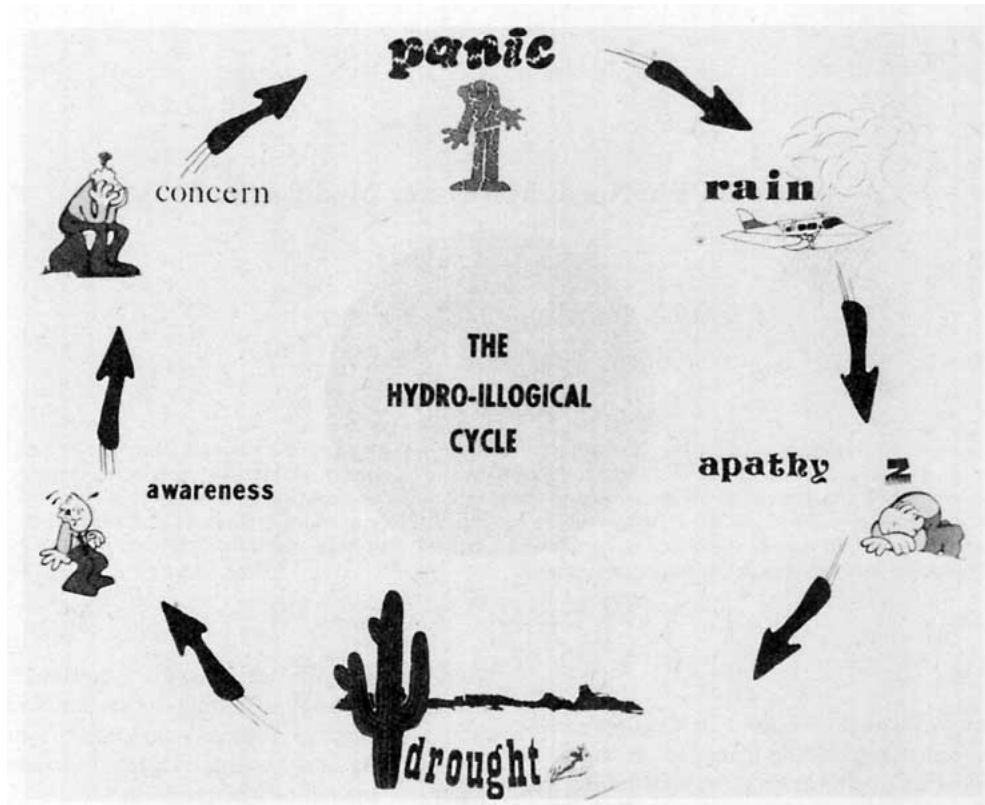 panic
concern
rain
THE
HYDRO-ILLOGICAL
CYCLE
apathy
Z
awareness
drought